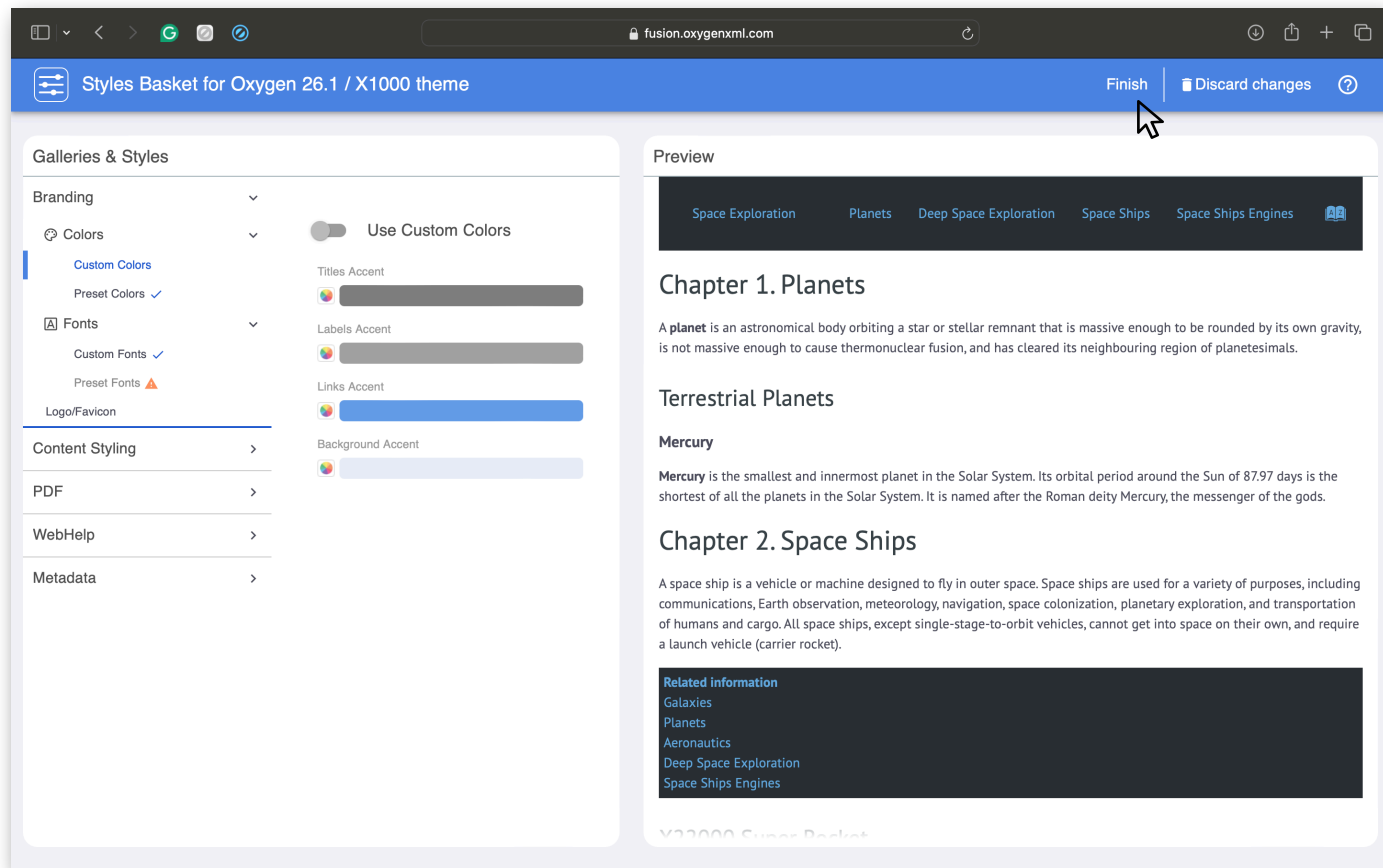 fusion.oxygenxml.com
Styles Basket for Oxygen 26.1 / X1000 theme
Finish
Discard changes
Galleries & Styles
Branding
Colors
Custom Colors
Preset Colors
Fonts
Custom Fonts
Preset Fonts
Logo/Favicon
Content Styling
PDF
WebHelp
Metadata
Use Custom Colors
Titles Accent
Labels Accent
Links Accent
Background Accent
Preview
Space Exploration Planets Deep Space Exploration Space Ships Space Ships Engines
Chapter 1. Planets
A planet is an astronomical body orbiting a star or stellar remnant that is massive enough to be rounded by its own gravity,
is not massive enough to cause thermonuclear fusion, and has cleared its neighbouring region of planetesimals.
Terrestrial Planets
Mercury
Mercury is the smallest and innermost planet in the Solar System. Its orbital period around the Sun of 87.97 days is the
shortest of all the planets in the Solar System. It is named after the Roman deity Mercury, the messenger of the gods.
Chapter 2. Space Ships
A space ship is a vehicle or machine designed to fly in outer space. Space ships are used for a variety of purposes, including
communications, Earth observation, meteorology, navigation, space colonization, planetary exploration, and transportation
of humans and cargo. All space ships, except single-stage-to-orbit vehicles, cannot get into space on their own, and require
a launch vehicle (carrier rocket).
Related information
Galaxies
Planets
Aeronautics
Deep Space Exploration
Space Ships Engines
Super Rocket